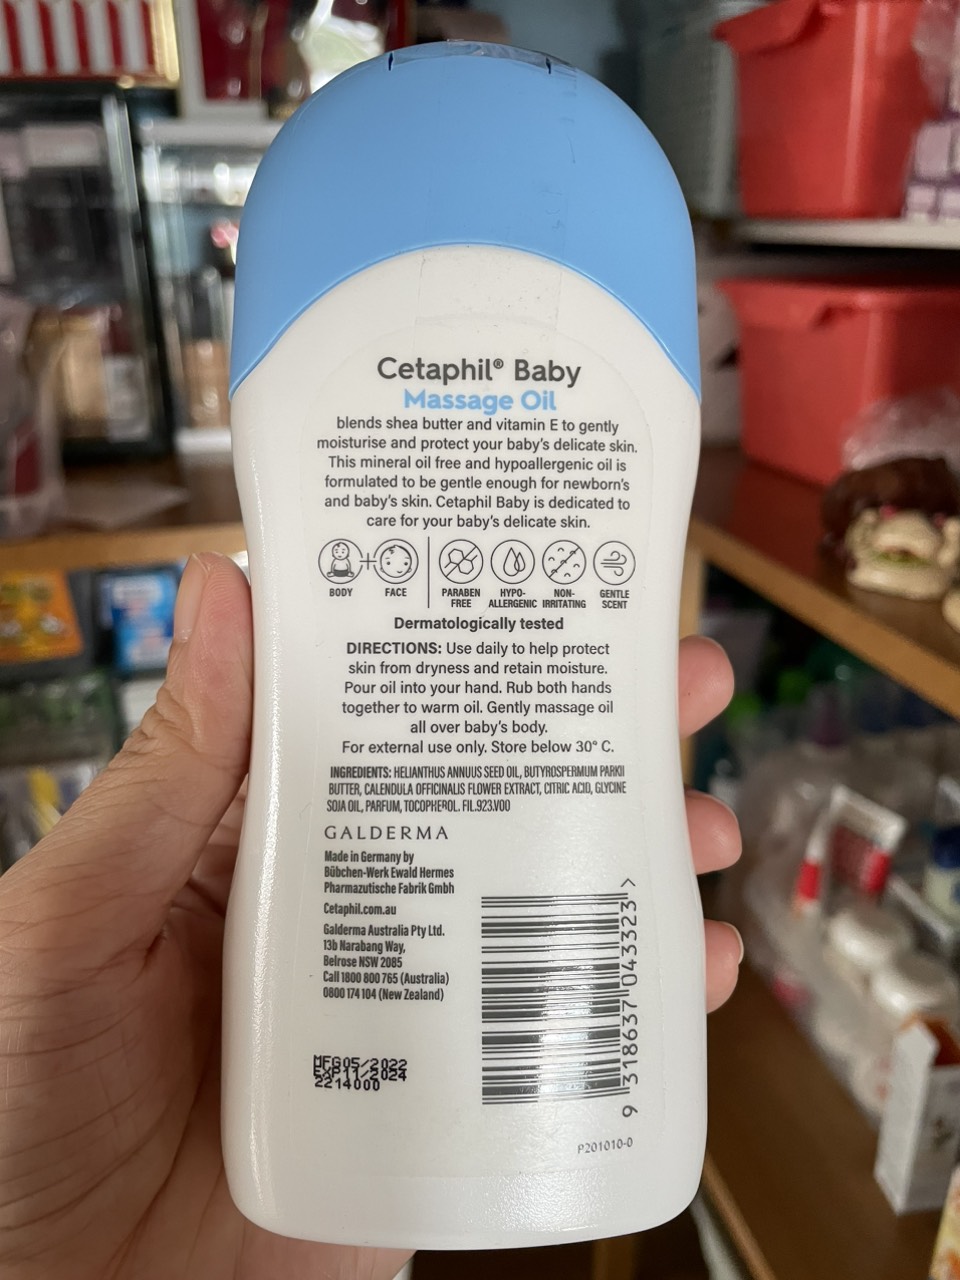 Cetaphil® Baby
Massage Oil
blends shea butter and vitamin E to gently
moisturise and protect your baby's delicate skin.
This mineral oil free and hypoallergenic oil is
formulated to be gentle enough for newborn's
and baby's skin. Cetaphil Baby is dedicated to
care for your baby's delicate skin.
BODY FACE PARABEN FREE HYPO-ALLERGENIC NON-IRRITATING GENTLE SCENT
Dermatologically tested
DIRECTIONS: Use daily to help protect
skin from dryness and retain moisture.
Pour oil into your hand. Rub both hands
together to warm oil. Gently massage oil
all over baby's body.
For external use only. Store below 30° C.
INGREDIENTS: HELIANTHUS ANNUUS SEED OIL, BUTYROSPERMUM PARKII
BUTTER, CALENDULA OFFICINALIS FLOWER EXTRACT, CITRIC ACID, GLYCINE
SOJA OIL, PARFUM, TOCOPHEROL. FIL.923.V00
GALDERMA
Made in Germany by
Bübchen-Werk Ewald Hermes
Pharmazutische Fabrik Gmbh
Cetaphil.com.au
Galderma Australia Pty Ltd.
13b Narabang Way,
Belrose NSW 2085
Call 1800 800 765 (Australia)
0800 174 104 (New Zealand)
MFG05/2022
EXP11/2024
2214000
9 318637 043323 >
P201010-0